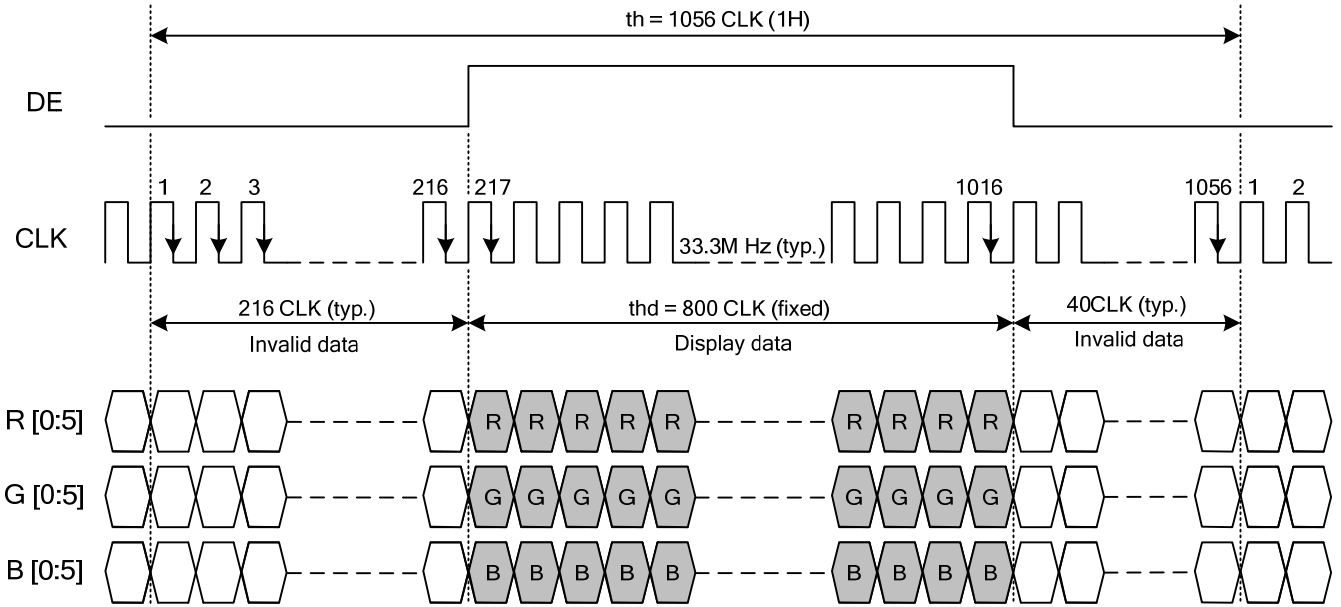 th = 1056 CLK (1H)
DE
1 2 3 216 217 1016 1056 1 2
CLK
33.3M Hz (typ.)
216 CLK (typ.) thd = 800 CLK (fixed) 40CLK (typ.)
Invalid data Display data Invalid data
R [0:5] R R R R R R R R R
G [0:5] G G G G G G G G G
B [0:5] B B B B B B B B B